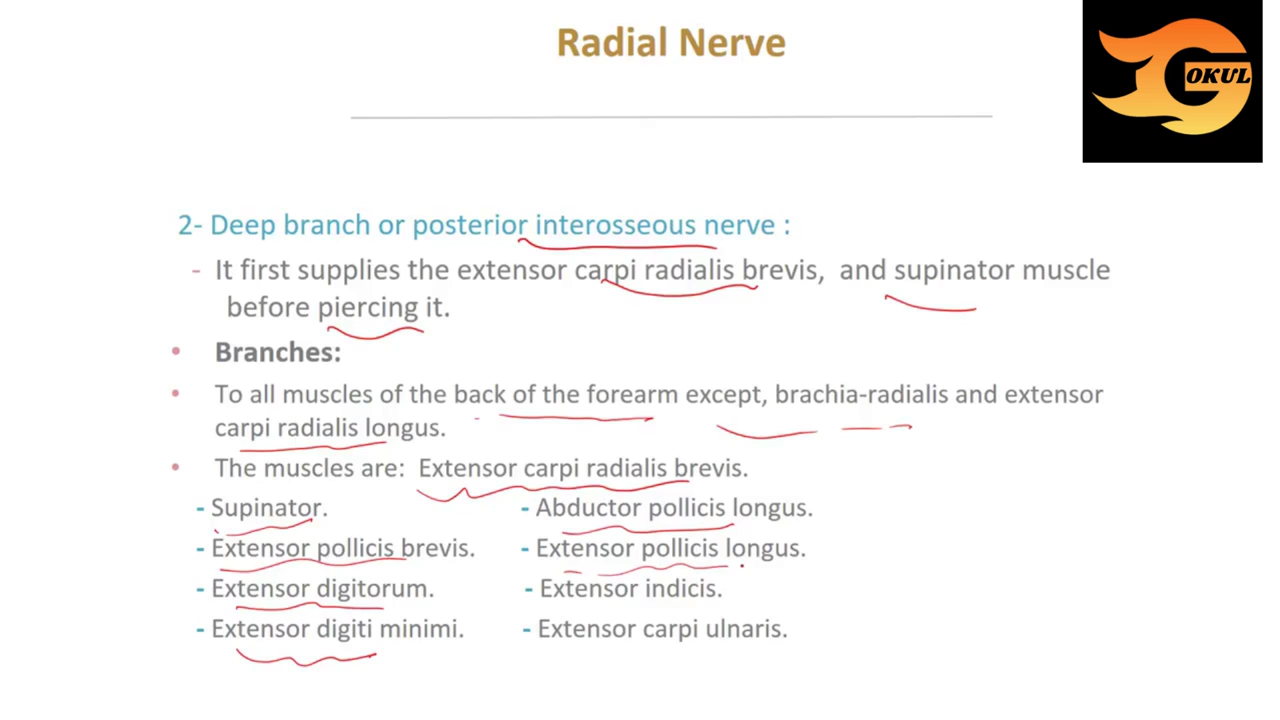 Radial Nerve
OKUL
2- Deep branch or posterior interosseous nerve :
- It first supplies the extensor carpi radialis brevis, and supinator muscle
before piercing it.
• Branches:
• To all muscles of the back of the forearm except, brachia-radialis and extensor
carpi radialis longus.
• The muscles are: Extensor carpi radialis brevis.
- Supinator. - Abductor pollicis longus.
- Extensor pollicis brevis. - Extensor pollicis longus.
- Extensor digitorum. - Extensor indicis.
- Extensor digiti minimi. - Extensor carpi ulnaris.